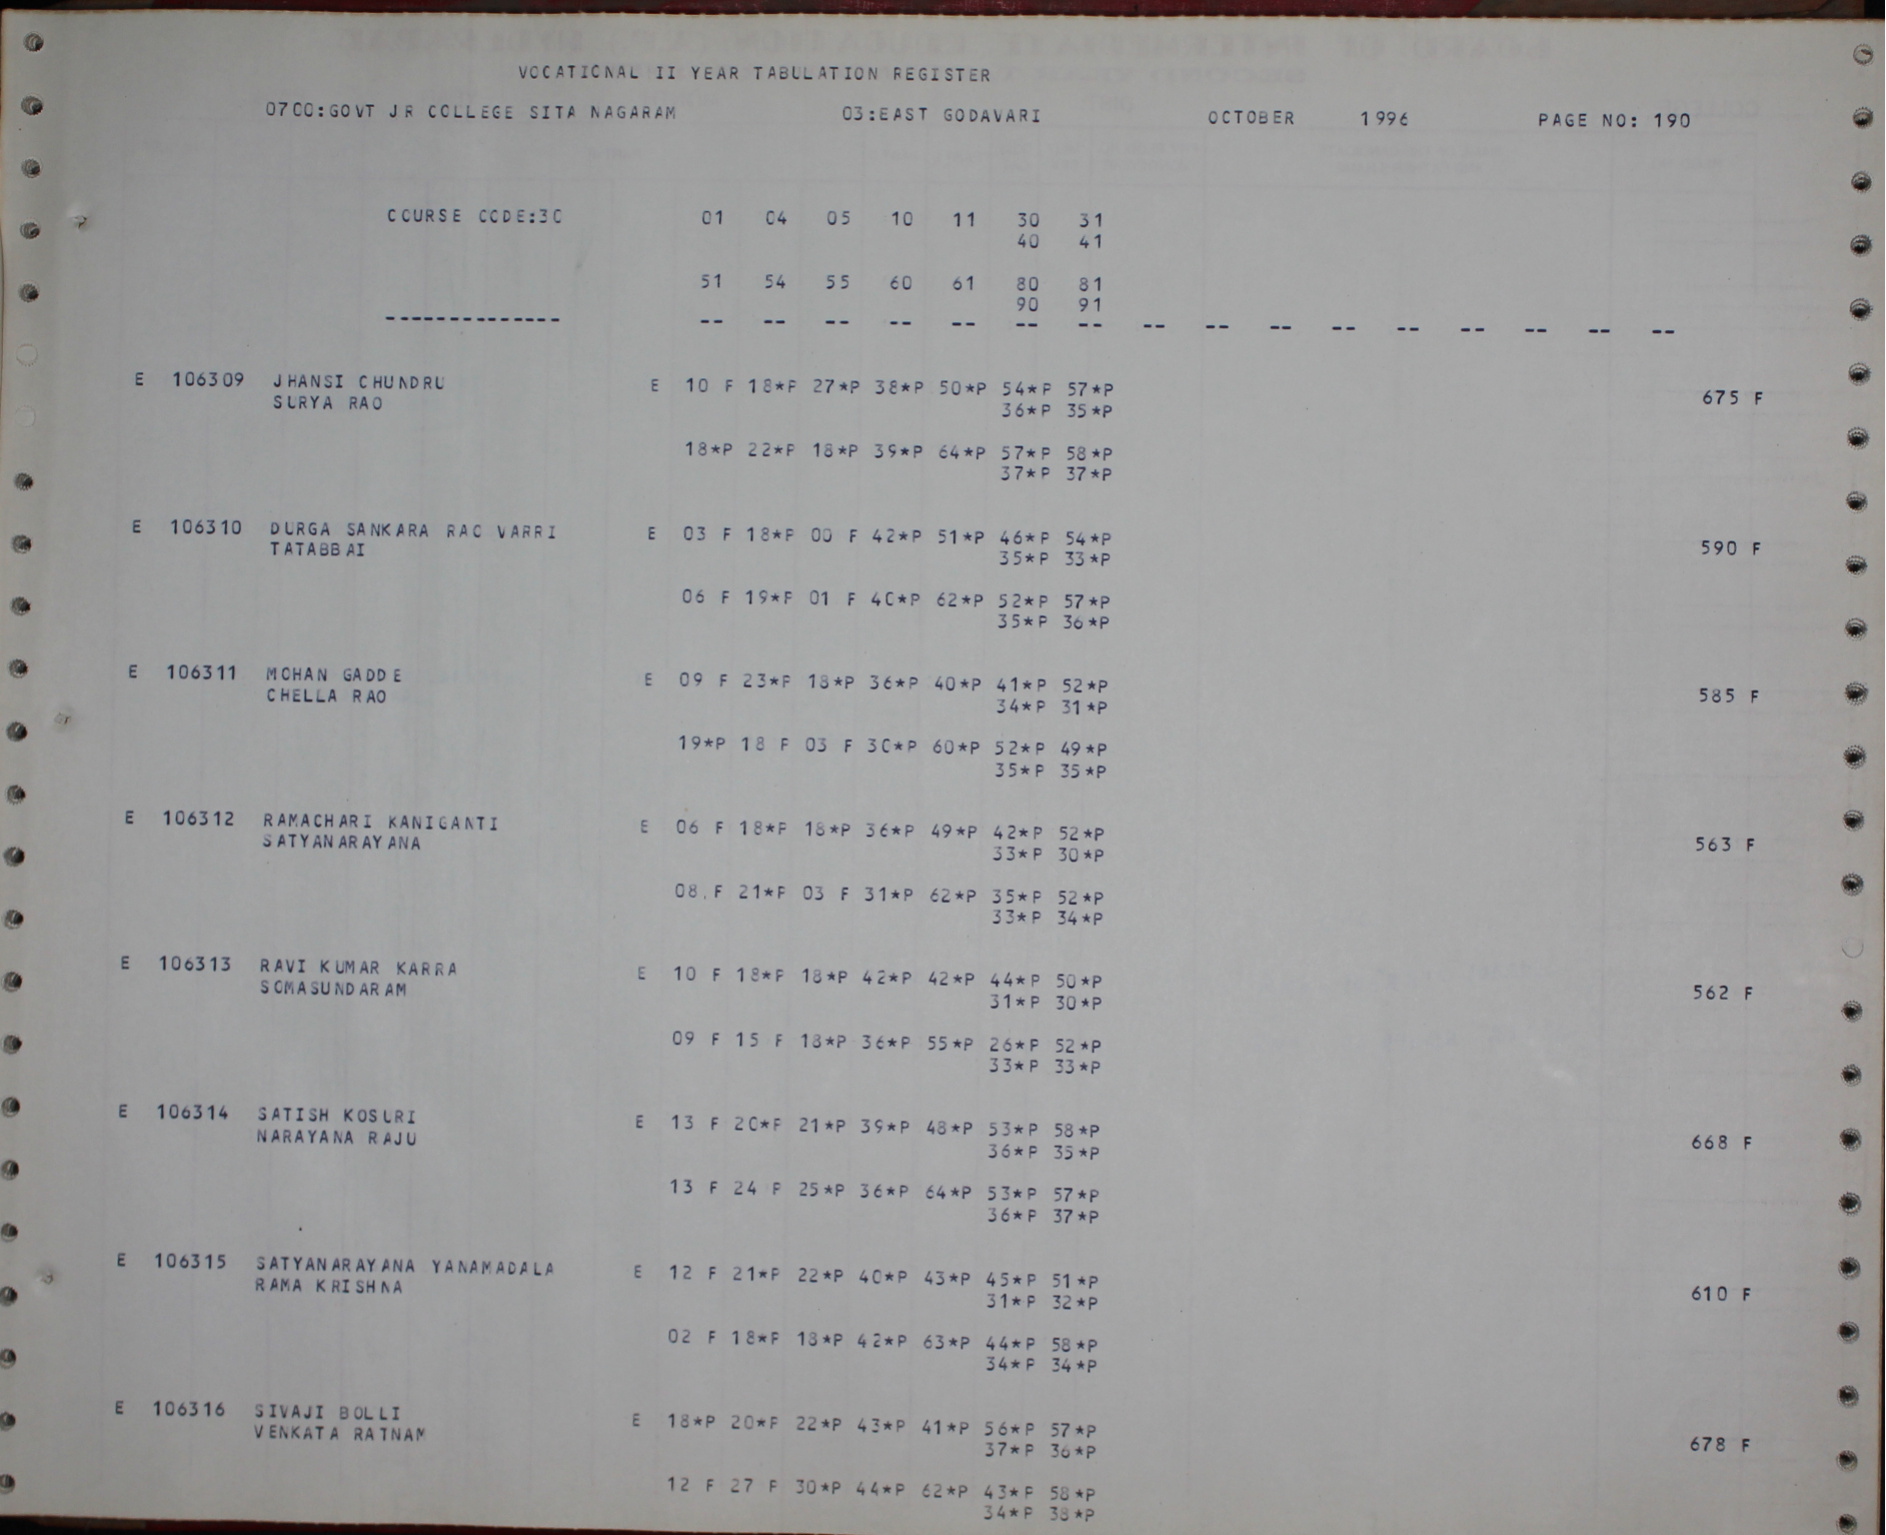 VOCATIONAL II YEAR TABULATION REGISTER
0700:GOVT JR COLLEGE SITA NAGARAM 03:EAST GODAVARI OCTOBER 1996 PAGE NO: 190
COURSE CODE:30 01 04 05 10 11 30 31
40 41
51 54 55 60 61 80 81
90 91
-------------- -- -- -- -- -- -- -- -- -- -- -- -- -- -- -- --
E 106309 JHANSI CHUNDRU E 10 F 18*P 27*P 38*P 50*P 54*P 57*P
SURYA RAO 36*P 35*P 675 F
18*P 22*P 18*P 39*P 64*P 57*P 58*P
37*P 37*P
E 106310 DURGA SANKARA RAO VARRI E 03 F 18*P 00 F 42*P 51*P 46*P 54*P
TATABBAI 35*P 33*P 590 F
06 F 19*P 01 F 40*P 62*P 52*P 57*P
35*P 36*P
E 106311 MOHAN GADDE E 09 F 23*P 18*P 36*P 40*P 41*P 52*P
CHELLA RAO 34*P 31*P 585 F
19*P 18 F 03 F 30*P 60*P 52*P 49*P
35*P 35*P
E 106312 RAMACHARI KANIGANTI E 06 F 18*P 18*P 36*P 49*P 42*P 52*P
SATYANARAYANA 33*P 30*P 563 F
08 F 21*P 03 F 31*P 62*P 35*P 52*P
33*P 34*P
E 106313 RAVI KUMAR KARRA E 10 F 18*P 18*P 42*P 42*P 44*P 50*P
SOMASUNDARAM 31*P 30*P 562 F
09 F 15 F 18*P 36*P 55*P 26*P 52*P
33*P 33*P
E 106314 SATISH KOSURI E 13 F 20*P 21*P 39*P 48*P 53*P 58*P
NARAYANA RAJU 36*P 35*P 668 F
13 F 24 P 25*P 36*P 64*P 53*P 57*P
36*P 37*P
E 106315 SATYANARAYANA YANAMADALA E 12 F 21*P 22*P 40*P 43*P 45*P 51*P
RAMA KRISHNA 31*P 32*P 610 F
02 F 18*P 18*P 42*P 63*P 44*P 58*P
34*P 34*P
E 106316 SIVAJI BOLLI E 18*P 20*P 22*P 43*P 41*P 56*P 57*P
VENKATA RATNAM 37*P 36*P 678 F
12 F 27 P 30*P 44*P 62*P 43*P 58*P
34*P 38*P